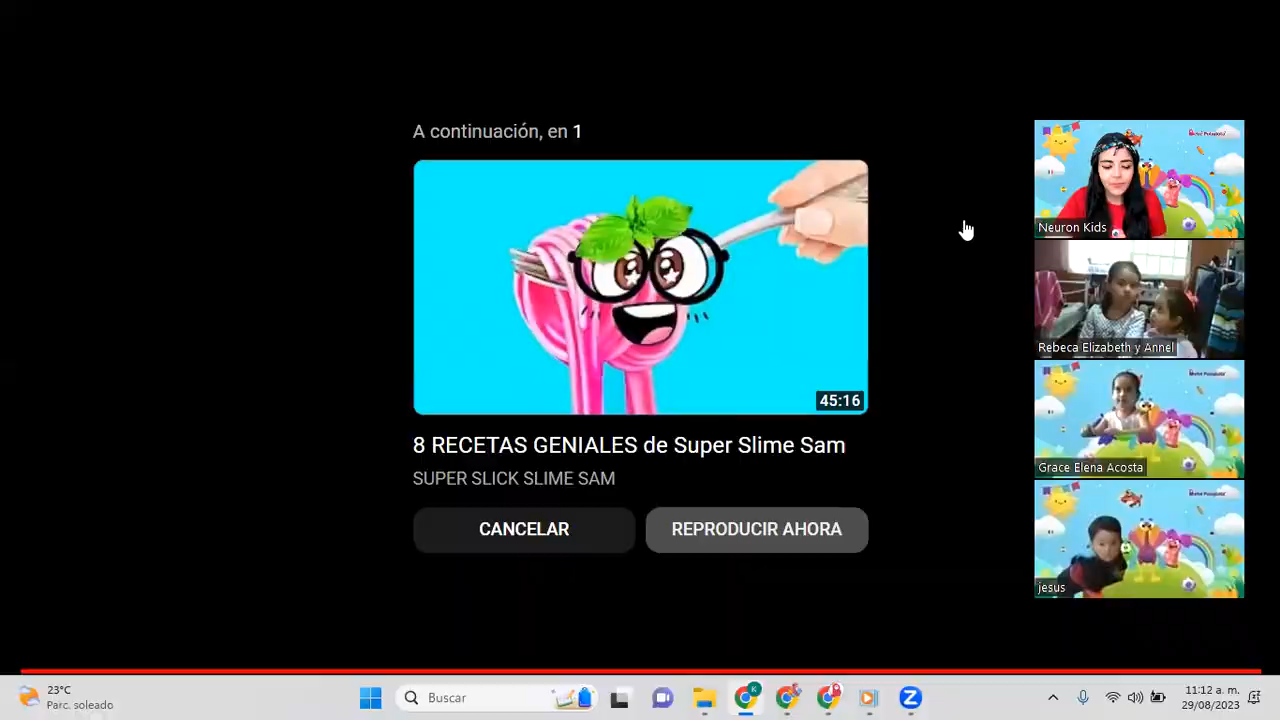 A continuación, en 1
45:16
8 RECETAS GENIALES de Super Slime Sam
SUPER SLICK SLIME SAM
CANCELAR
REPRODUCIR AHORA
Neuron Kids
Rebeca Elizabeth y Annel
Grace Elena Acosta
jesus
23°C
Parc. soleado
Buscar
11:12 a. m.
29/08/2023